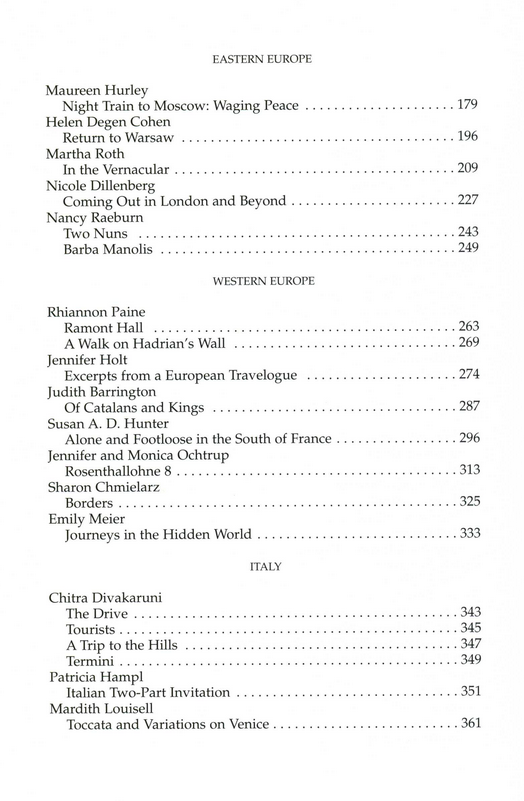 EASTERN EUROPE
Maureen Hurley
Night Train to Moscow: Waging Peace . . . . . . . . . . . . . . . . . . . . . 179
Helen Degen Cohen
Return to Warsaw . . . . . . . . . . . . . . . . . . . . . . . . . . . . . . . . . . . . . . 196
Martha Roth
In the Vernacular . . . . . . . . . . . . . . . . . . . . . . . . . . . . . . . . . . . . . . . 209
Nicole Dillenberg
Coming Out in London and Beyond . . . . . . . . . . . . . . . . . . . . . . . 227
Nancy Raeburn
Two Nuns . . . . . . . . . . . . . . . . . . . . . . . . . . . . . . . . . . . . . . . . . . . . 243
Barba Manolis . . . . . . . . . . . . . . . . . . . . . . . . . . . . . . . . . . . . . . . . . 249
WESTERN EUROPE
Rhiannon Paine
Ramont Hall . . . . . . . . . . . . . . . . . . . . . . . . . . . . . . . . . . . . . . . . . . 263
A Walk on Hadrian's Wall . . . . . . . . . . . . . . . . . . . . . . . . . . . . . . . 269
Jennifer Holt
Excerpts from a European Travelogue . . . . . . . . . . . . . . . . . . . . . 274
Judith Barrington
Of Catalans and Kings . . . . . . . . . . . . . . . . . . . . . . . . . . . . . . . . . . 287
Susan A. D. Hunter
Alone and Footloose in the South of France . . . . . . . . . . . . . . . . . 296
Jennifer and Monica Ochtrup
Rosenthallohne 8 . . . . . . . . . . . . . . . . . . . . . . . . . . . . . . . . . . . . . . . 313
Sharon Chmielarz
Borders . . . . . . . . . . . . . . . . . . . . . . . . . . . . . . . . . . . . . . . . . . . . . . . 325
Emily Meier
Journeys in the Hidden World . . . . . . . . . . . . . . . . . . . . . . . . . . . . 333
ITALY
Chitra Divakaruni
The Drive . . . . . . . . . . . . . . . . . . . . . . . . . . . . . . . . . . . . . . . . . . . . . 343
Tourists . . . . . . . . . . . . . . . . . . . . . . . . . . . . . . . . . . . . . . . . . . . . . . . 345
A Trip to the Hills . . . . . . . . . . . . . . . . . . . . . . . . . . . . . . . . . . . . . . 347
Termini . . . . . . . . . . . . . . . . . . . . . . . . . . . . . . . . . . . . . . . . . . . . . . . 349
Patricia Hampl
Italian Two-Part Invitation . . . . . . . . . . . . . . . . . . . . . . . . . . . . . . . 351
Mardith Louisell
Toccata and Variations on Venice . . . . . . . . . . . . . . . . . . . . . . . . . . 361